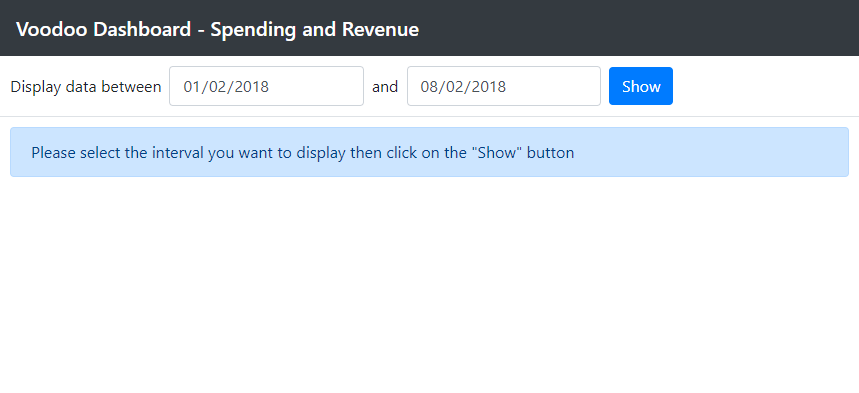 Voodoo Dashboard - Spending and Revenue
Display data between 01/02/2018 and 08/02/2018 Show
Please select the interval you want to display then click on the "Show" button